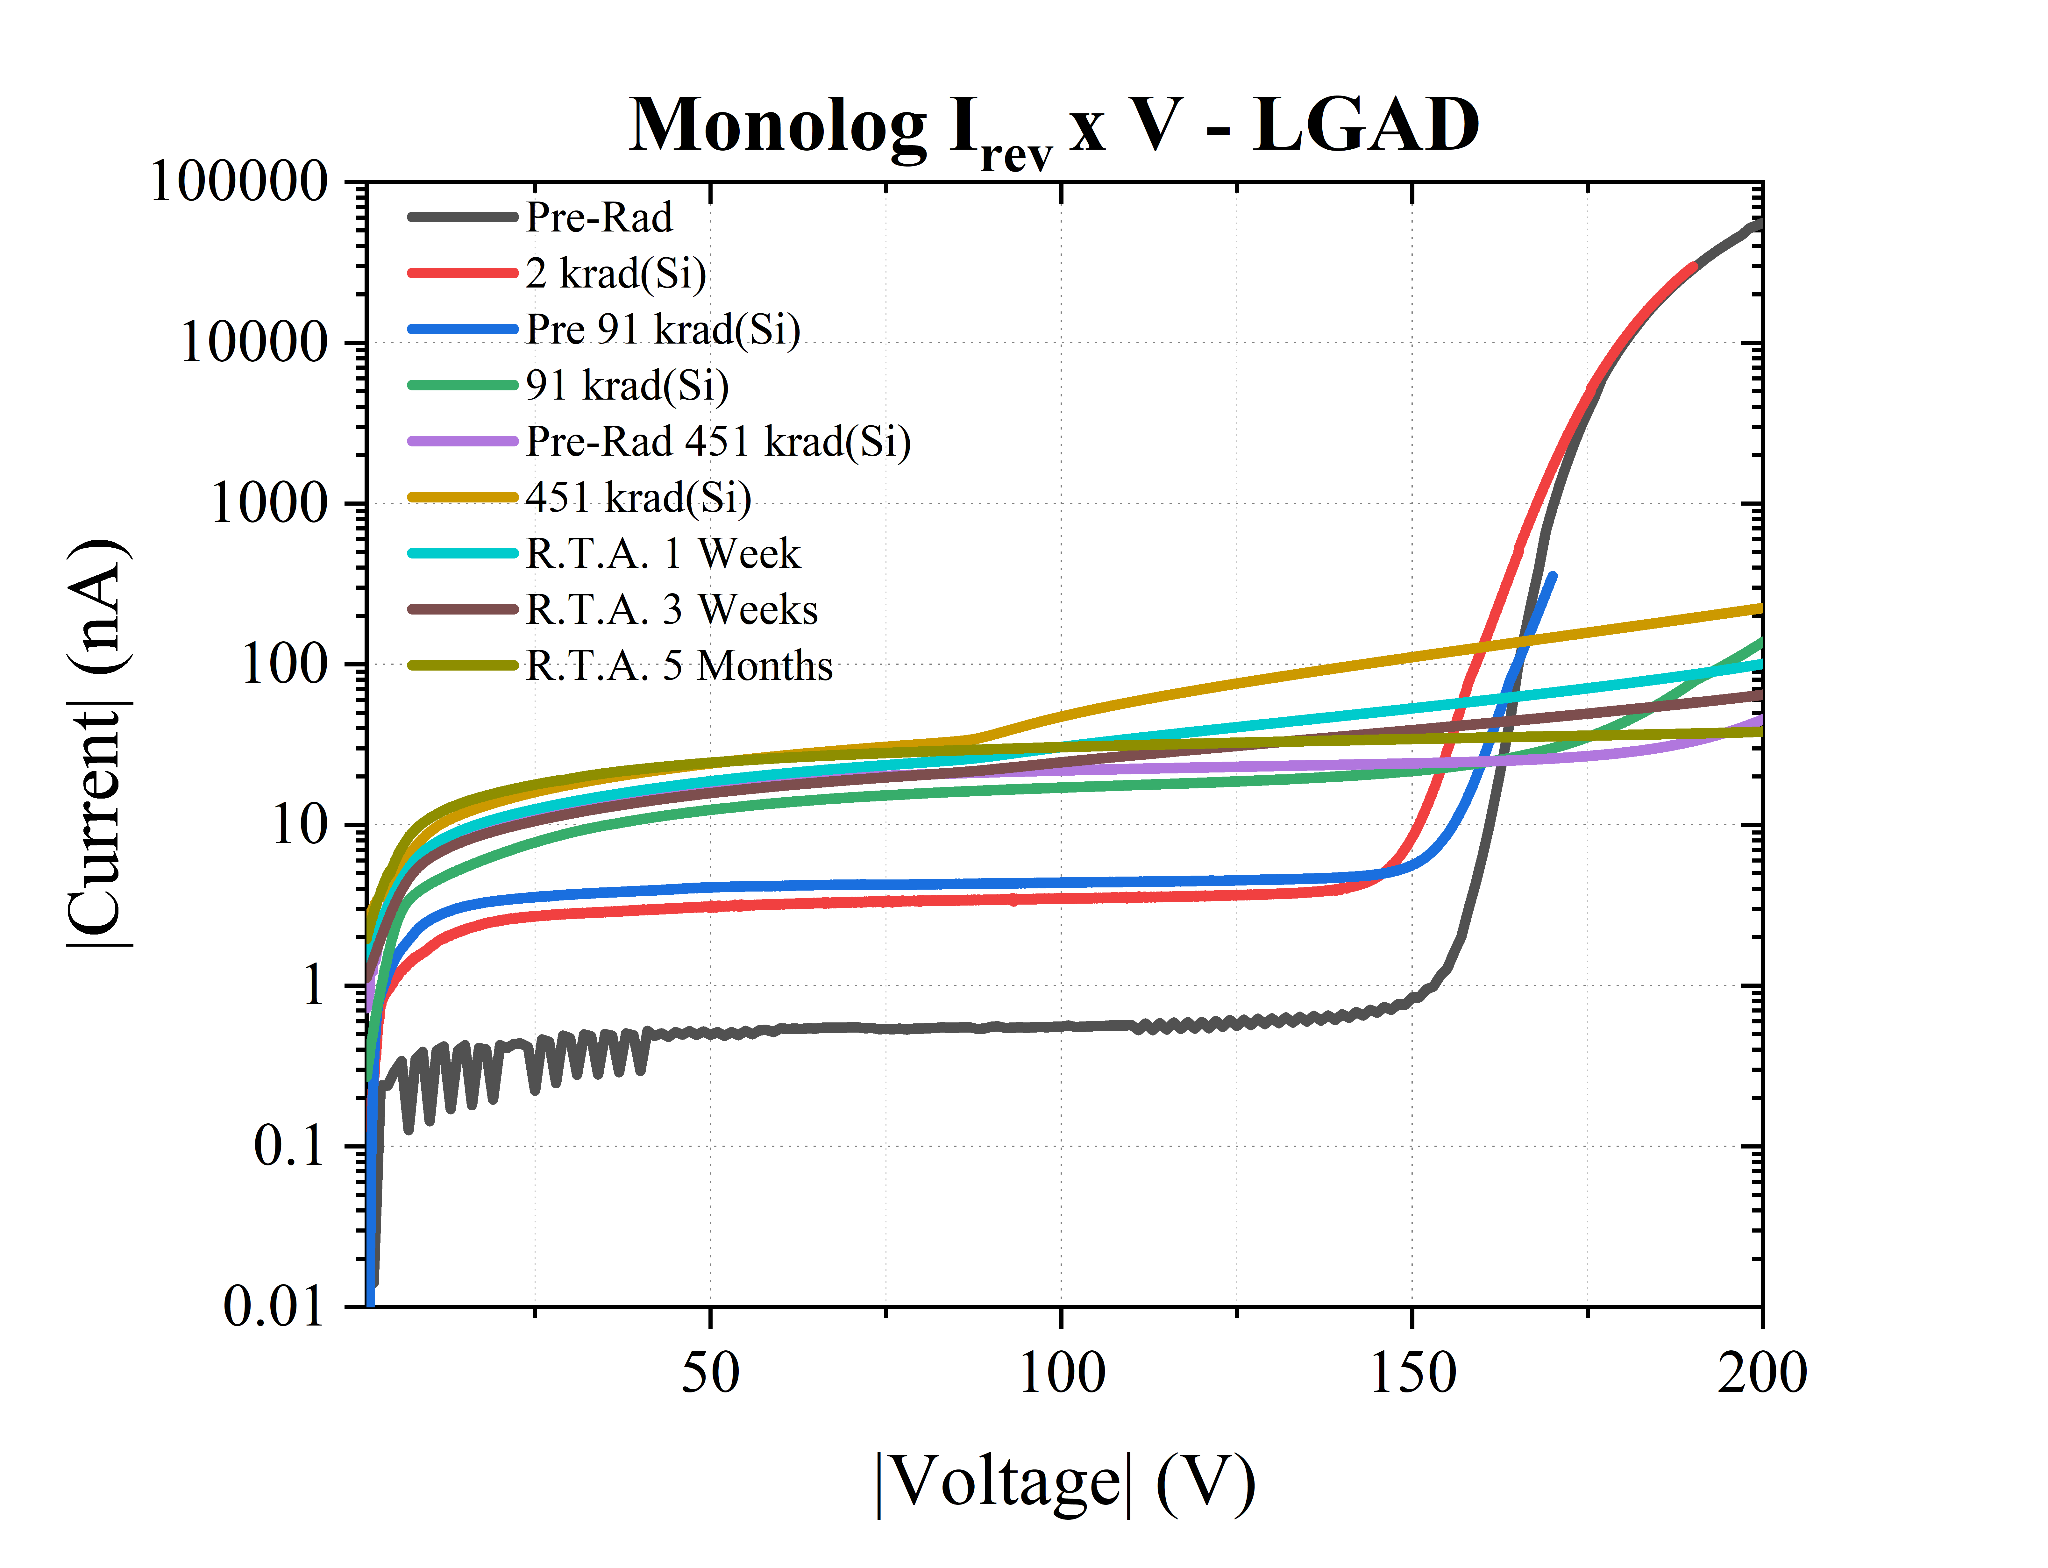 Monolog Irev x V - LGAD
100000
10000
1000
100
10
1
0.1
0.01
|Current| (nA)
Pre-Rad
2 krad(Si)
Pre 91 krad(Si)
91 krad(Si)
Pre-Rad 451 krad(Si)
451 krad(Si)
R.T.A. 1 Week
R.T.A. 3 Weeks
R.T.A. 5 Months
50 100 150 200
|Voltage| (V)